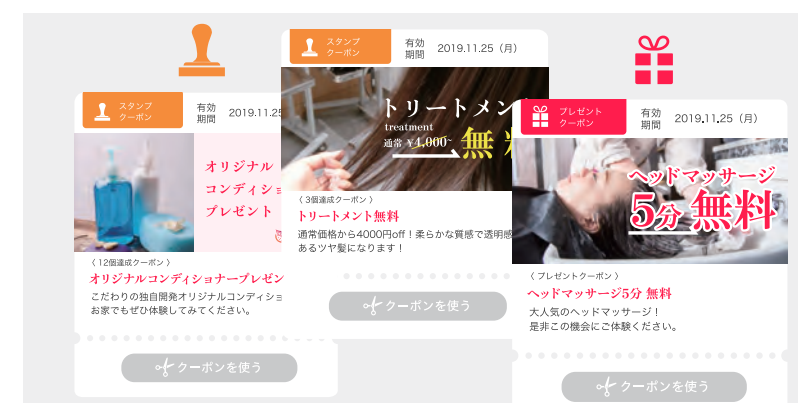 スタンプ
クーポン
有効
期間
2019.11.25
オリジナル
コンディショ
プレゼント
〈 12個達成クーポン 〉
オリジナルコンディショナープレゼン
こだわりの独自開発オリジナルコンディショ
お家でもぜひ体験してみてください。
クーポンを使う
スタンプ
クーポン
有効
期間
2019.11.25（月）
トリートメン
treatment
通常 ¥4,000~
無
〈 3個達成クーポン 〉
トリートメント無料
通常価格から4000円off！柔らかな質感で透明感
あるツヤ髪になります！
クーポンを使う
プレゼント
クーポン
有効
期間
2019.11.25（月）
ヘッドマッサージ
5分 無料
〈 プレゼントクーポン 〉
ヘッドマッサージ5分 無料
大人気のヘッドマッサージ！
是非この機会にご体験ください。
クーポンを使う